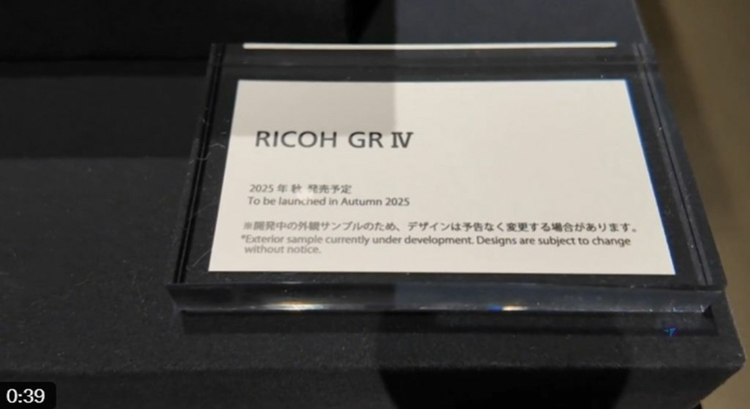 RICOH GR IV
2025 年 秋 発売予定
To be launched in Autumn 2025
※開発中の外観サンプルのため、デザインは予告なく変更する場合があります。
*Exterior sample currently under development. Designs are subject to change
without notice.
0:39